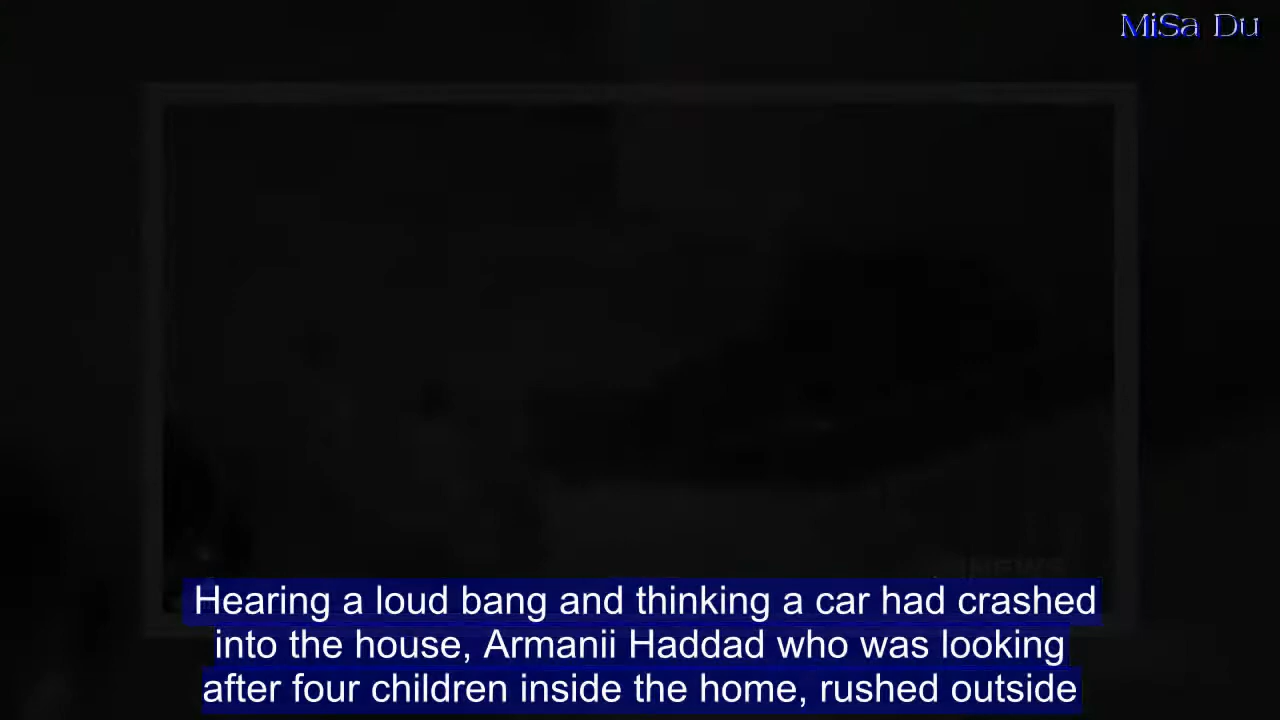 MiSa Du
Hearing a loud bang and thinking a car had crashed
into the house, Armanii Haddad who was looking
after four children inside the home, rushed outside